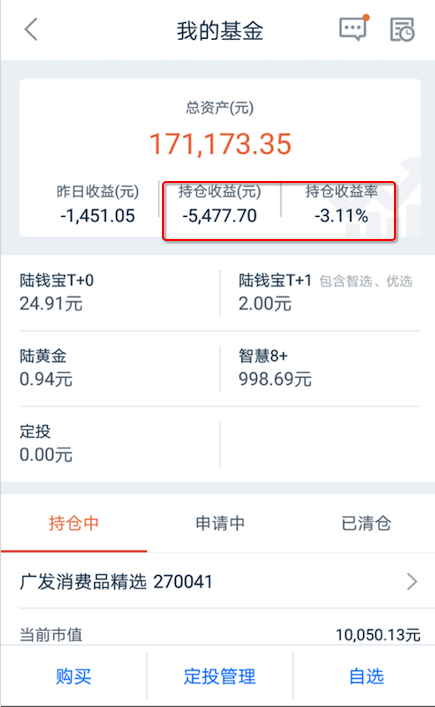 我的基金
总资产(元)
171,173.35
昨日收益(元) 持仓收益(元) 持仓收益率
-1,451.05 -5,477.70 -3.11%
陆钱宝T+0 陆钱宝T+1 包含智选、优选
24.91元 2.00元
陆黄金 智慧8+
0.94元 998.69元
定投
0.00元
持仓中 申请中 已清仓
广发消费品精选 270041
当前市值 10,050.13元
购买 定投管理 自选